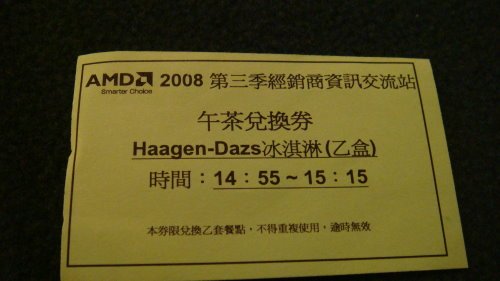 AMD 2008 第三季經銷商資訊交流站
Smarter Choice
午茶兌換券
Haagen-Dazs冰淇淋(乙盒)
時間：14：55～15：15
本券限兌換乙套餐點，不得重複使用，逾時無效